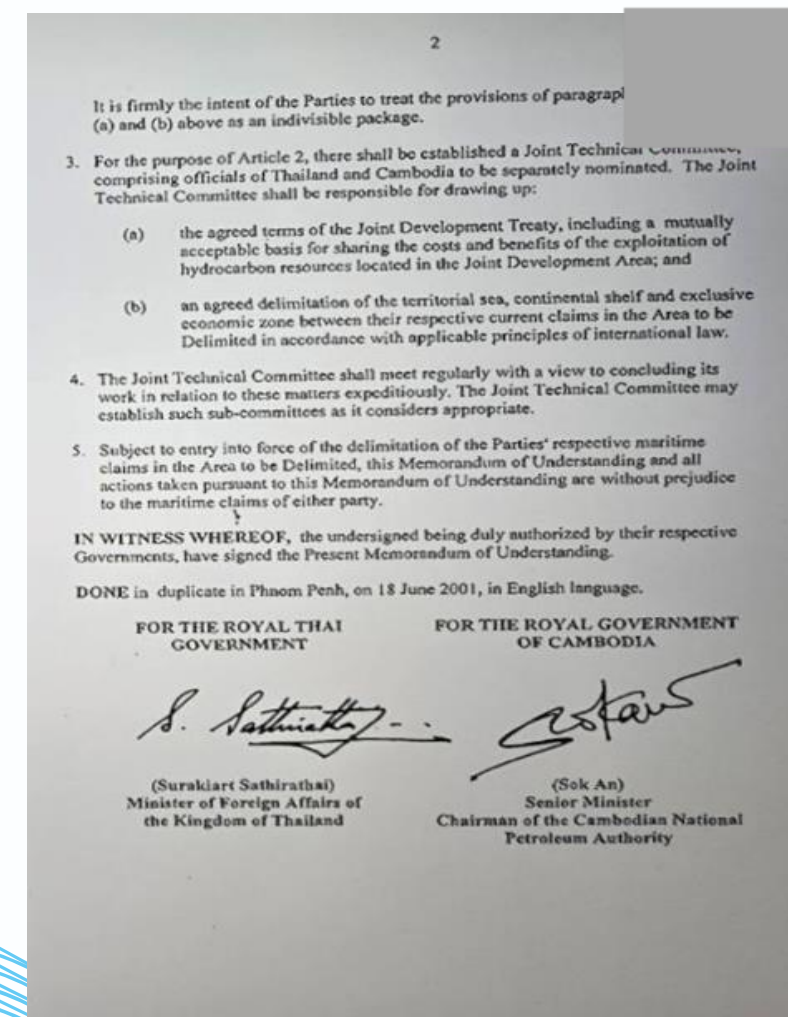 2
It is firmly the intent of the Parties to treat the provisions of
(a) and (b) above as an indivisible package.
3. For the purpose of Article 2, there shall be established a Joint Technical Committee,
comprising officials of Thailand and Cambodia to be separately nominated. The Joint
Technical Committee shall be responsible for drawing up:
(a) the agreed terms of the Joint Development Treaty, including a mutually
acceptable basis for sharing the costs and benefits of the exploitation of
hydrocarbon resources located in the Joint Development Area; and
(b) an agreed delimitation of the territorial sea, continental shelf and exclusive
economic zone between their respective current claims in the Area to be
Delimited in accordance with applicable principles of international law.
4. The Joint Technical Committee shall meet regularly with a view to concluding its
work in relation to these matters expeditiously. The Joint Technical Committee may
establish such sub-committees as it considers appropriate.
5. Subject to entry into force of the delimitation of the Parties' respective maritime
claims in the Area to be Delimited, this Memorandum of Understanding and all
actions taken pursuant to this Memorandum of Understanding are without prejudice
to the maritime claims of either party.
IN WITNESS WHEREOF, the undersigned being duly authorized by their respective
Governments, have signed the Present Memorandum of Understanding.
DONE in duplicate in Phnom Penh, on 18 June 2001, in English language.
FOR THE ROYAL THAI
GOVERNMENT
FOR THE ROYAL GOVERNMENT
OF CAMBODIA
(Surakiart Sathirathai)
Minister of Foreign Affairs of
the Kingdom of Thailand
(Sok An)
Senior Minister
Chairman of the Cambodian National
Petroleum Authority